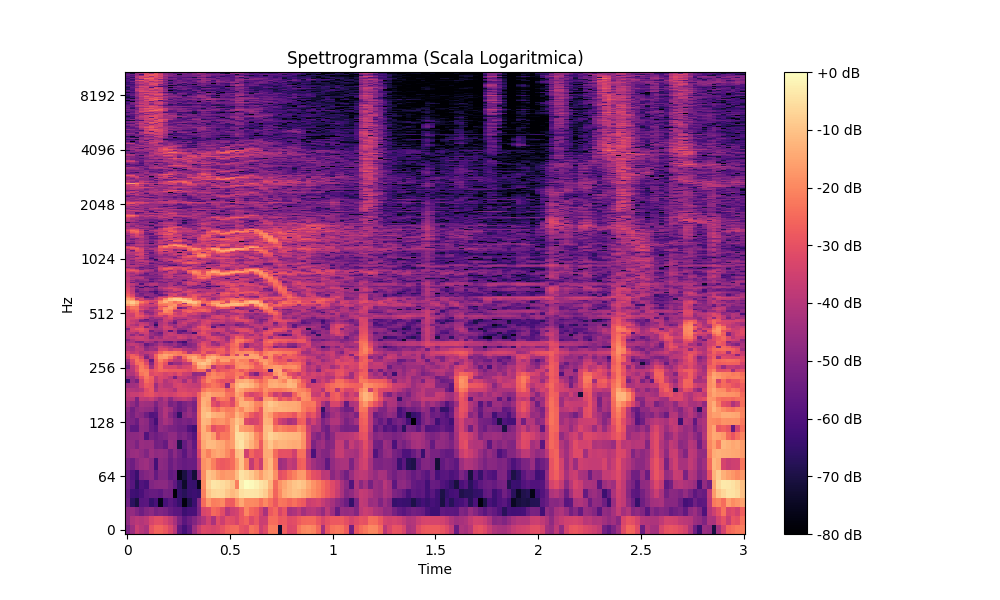 Spettrogramma (Scala Logaritmica)
Hz
8192
4096
2048
1024
512
256
128
64
0
0
0.5
1
1.5
2
2.5
3
Time
+0 dB
-10 dB
-20 dB
-30 dB
-40 dB
-50 dB
-60 dB
-70 dB
-80 dB